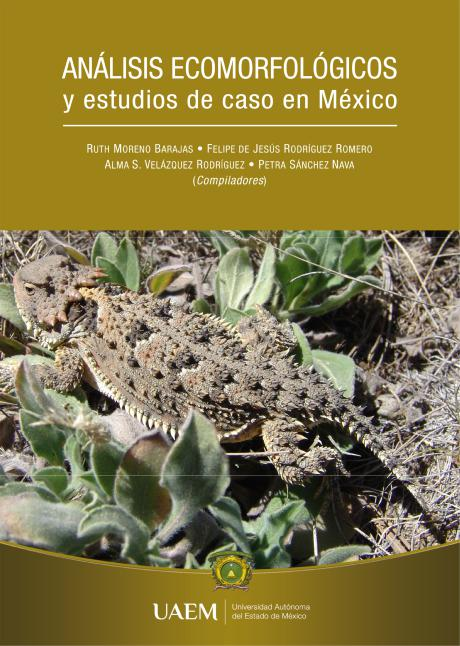 ANÁLISIS ECOMORFOLÓGICOS
y estudios de caso en México
RUTH MORENO BARAJAS • FELIPE DE JESÚS RODRÍGUEZ ROMERO
ALMA S. VELÁZQUEZ RODRÍGUEZ • PETRA SÁNCHEZ NAVA
(Compiladores)
UAEM
Universidad Autónoma
del Estado de México